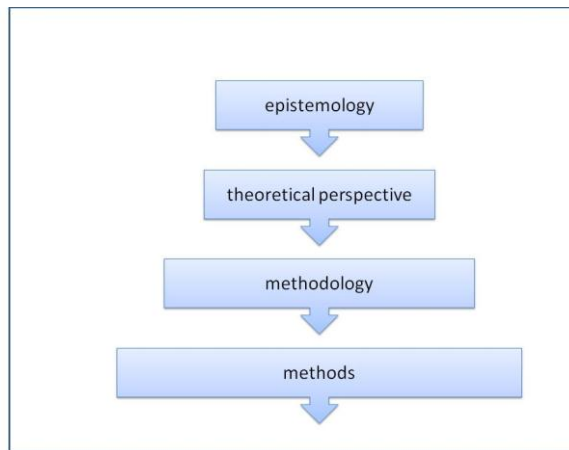 epistemology
theoretical perspective
methodology
methods